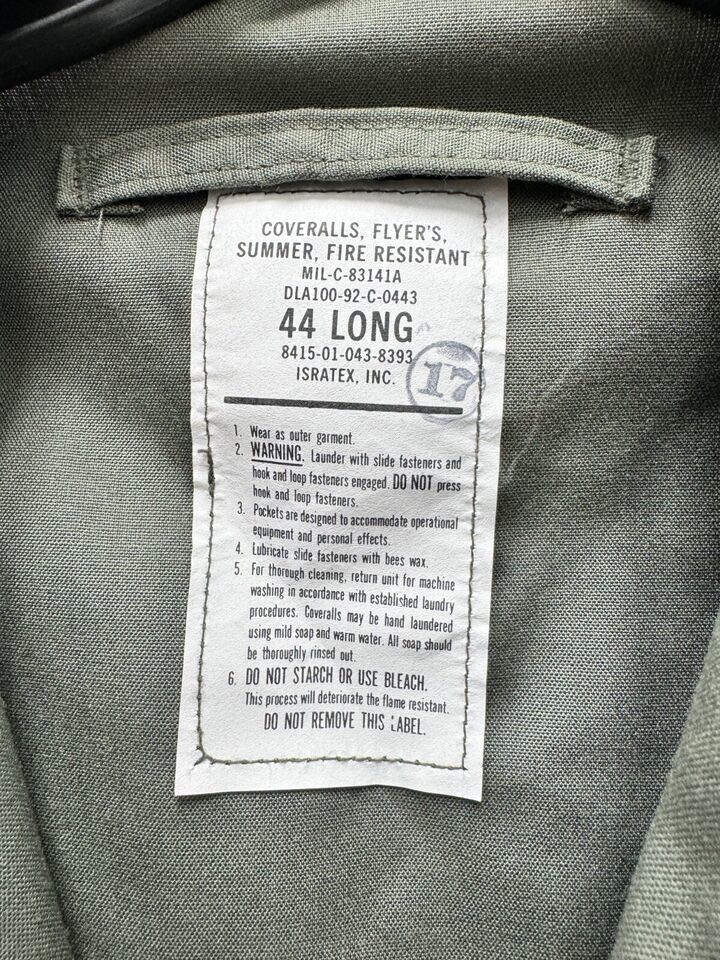 COVERALLS, FLYER'S,
SUMMER, FIRE RESISTANT
MIL-C-83141A
DLA100-92-C-0443
44 LONG
8415-01-043-8393
ISRATEX, INC.
17
1. Wear as outer garment.
2. WARNING. Launder with slide fasteners and
hook and loop fasteners engaged. DO NOT press
hook and loop fasteners.
3. Pockets are designed to accommodate operational
equipment and personal effects.
4. Lubricate slide fasteners with bees wax.
5. For thorough cleaning, return unit for machine
washing in accordance with established laundry
procedures. Coveralls may be hand laundered
using mild soap and warm water. All soap should
be thoroughly rinsed out.
6. DO NOT STARCH OR USE BLEACH.
This process will deteriorate the flame resistant.
DO NOT REMOVE THIS LABEL.